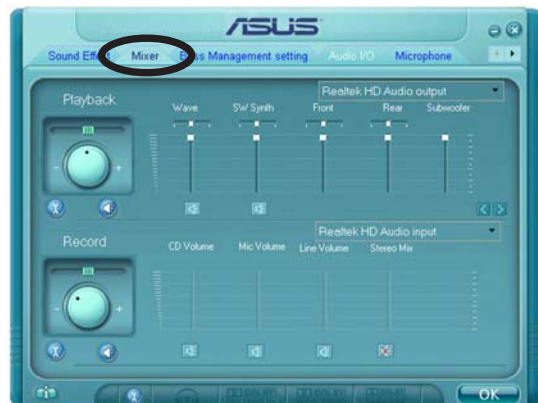 ASUS
Sound Eff Mixer ss Management setting Audio I/O Microphone
Realtek HD Audio output
Playback
Wave SW Synth Front Rear Subwoofer
Realtek HD Audio input
Record
CD Volume Mic Volume Line Volume Stereo Mix
OK